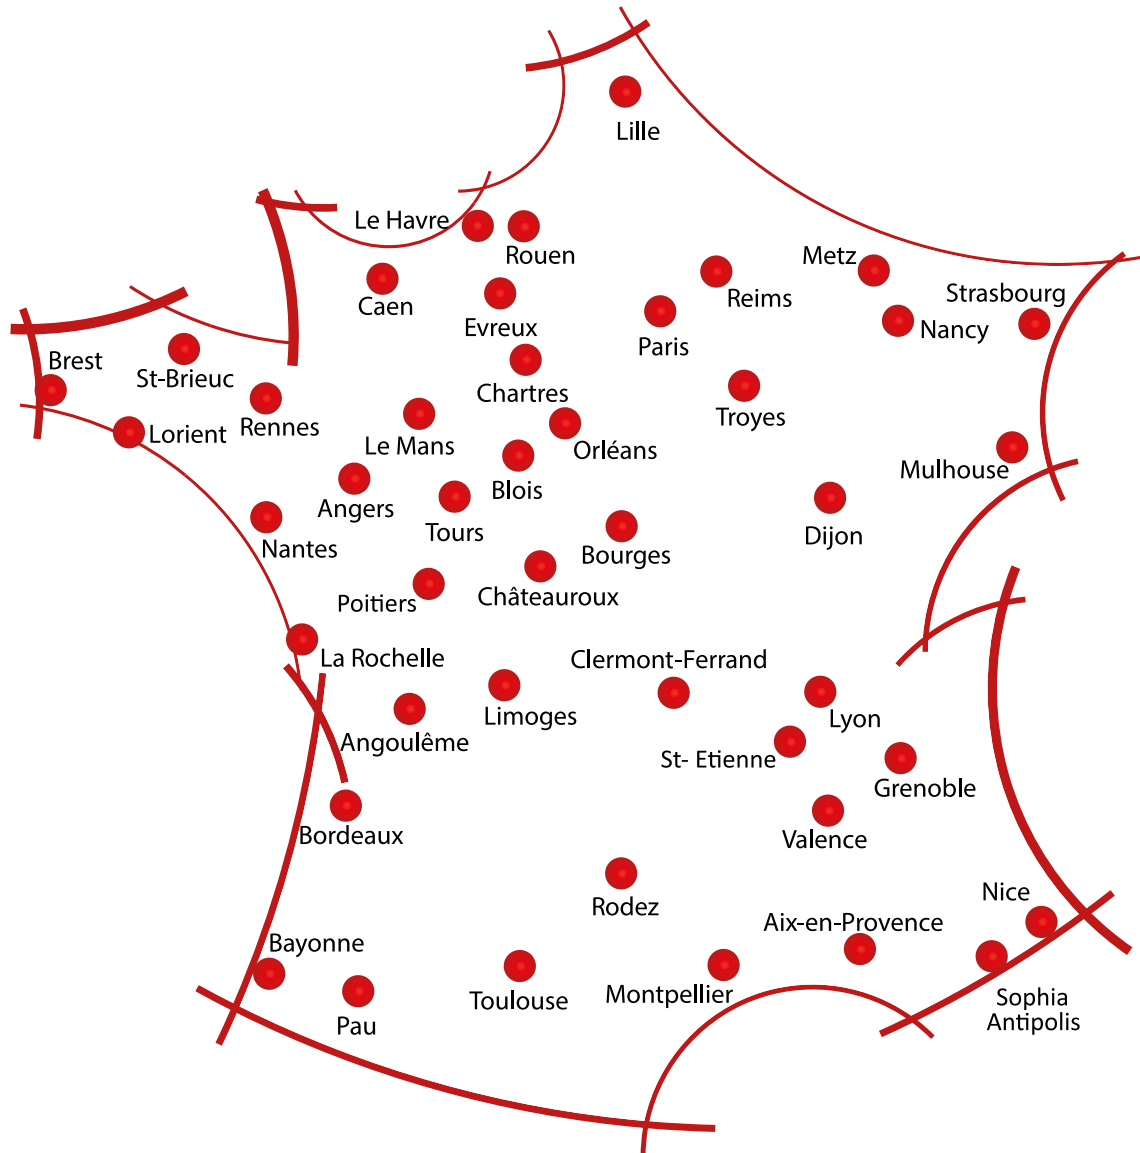 Lille
Le Havre
Rouen
Caen
Evreux
Metz
Reims
Strasbourg
Nancy
Paris
Brest
St-Brieuc
Chartres
Troyes
Rennes
Lorient
Le Mans
Orléans
Mulhouse
Blois
Angers
Tours
Dijon
Nantes
Bourges
Châteauroux
Poitiers
La Rochelle
Clermont-Ferrand
Limoges
Lyon
Angoulême
St- Etienne
Grenoble
Bordeaux
Valence
Nice
Rodez
Aix-en-Provence
Bayonne
Toulouse
Montpellier
Sophia
Antipolis
Pau